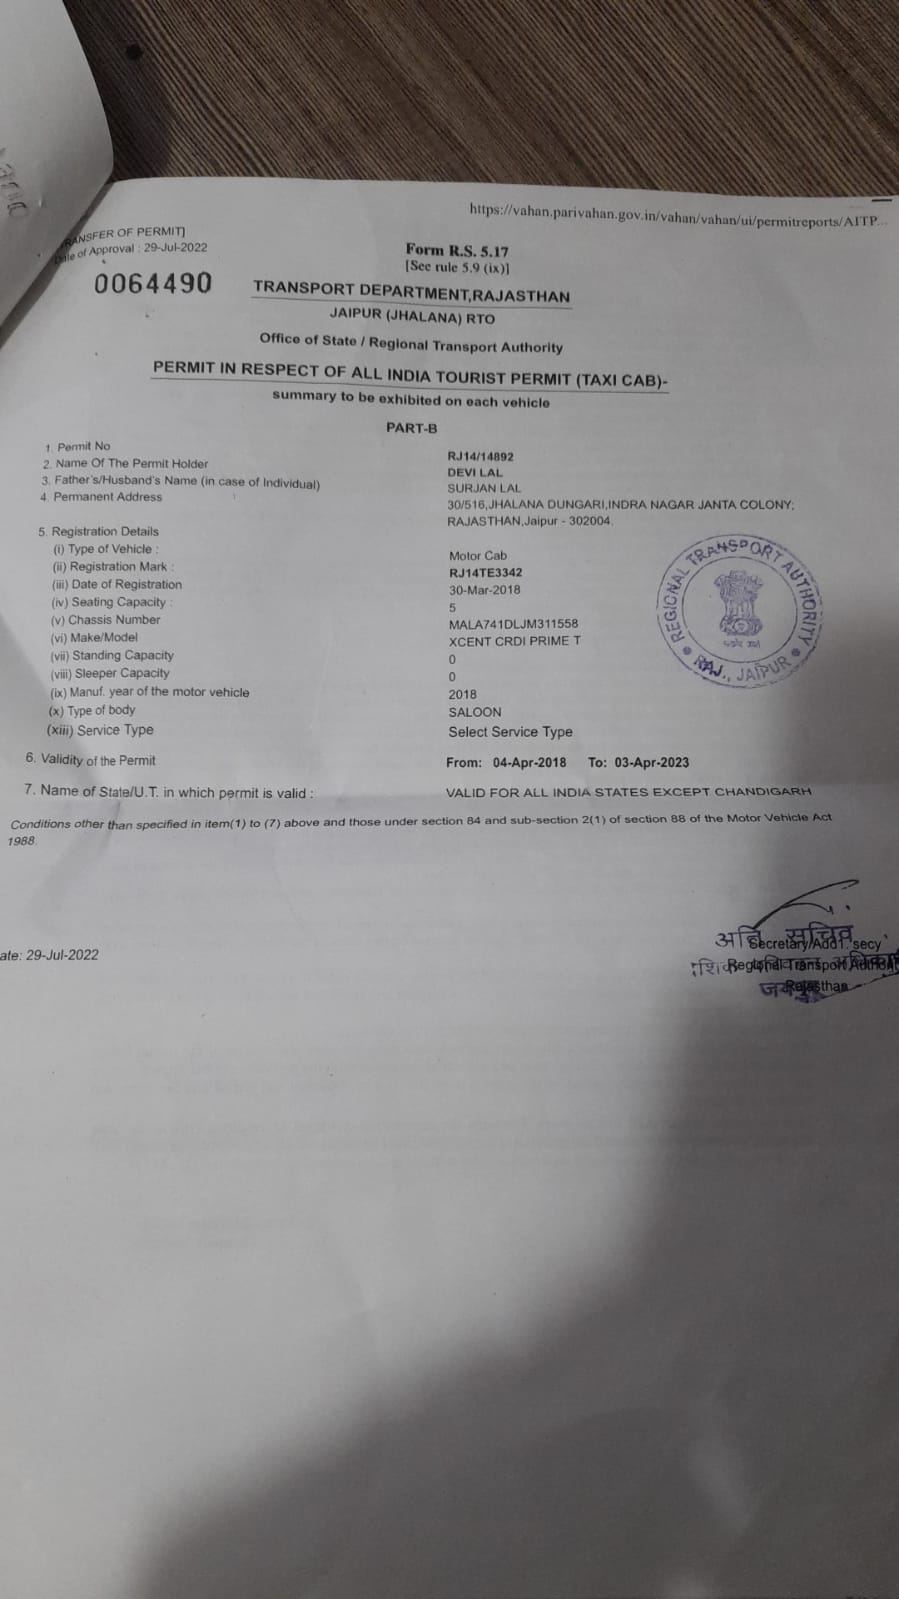 https://vahan.parivahan.gov.in/vahan/vahan/ui/permitreports/AITP...
TRANSFER OF PERMIT]
Date of Approval : 29-Jul-2022
Form R.S. 5.17
[See rule 5.9 (ix)]
0064490
TRANSPORT DEPARTMENT,RAJASTHAN
JAIPUR (JHALANA) RTO
Office of State / Regional Transport Authority
PERMIT IN RESPECT OF ALL INDIA TOURIST PERMIT (TAXI CAB)-
summary to be exhibited on each vehicle
PART-B
1. Permit No RJ14/14892
2. Name Of The Permit Holder DEVI LAL
3. Father's/Husband's Name (in case of Individual) SURJAN LAL
4. Permanent Address 30/516,JHALANA DUNGARI,INDRA NAGAR JANTA COLONY;
RAJASTHAN,Jaipur - 302004.
5. Registration Details
(i) Type of Vehicle : Motor Cab
(ii) Registration Mark : RJ14TE3342
(iii) Date of Registration 30-Mar-2018
(iv) Seating Capacity : 5
(v) Chassis Number MALA741DLJM311558
(vi) Make/Model XCENT CRDI PRIME T
(vii) Standing Capacity 0
(viii) Sleeper Capacity 0
(ix) Manuf. year of the motor vehicle 2018
(x) Type of body SALOON
(xiii) Service Type Select Service Type
REGIONAL TRANSPORT AUTHORITY
RAJ., JAIPUR
6. Validity of the Permit From: 04-Apr-2018 To: 03-Apr-2023
7. Name of State/U.T. in which permit is valid : VALID FOR ALL INDIA STATES EXCEPT CHANDIGARH
Conditions other than specified in item(1) to (7) above and those under section 84 and sub-section 2(1) of section 88 of the Motor Vehicle Act
1988.
अति सचिव
Secretary/Addl. secy
ate: 29-Jul-2022
Regional Transport
Rajasthan